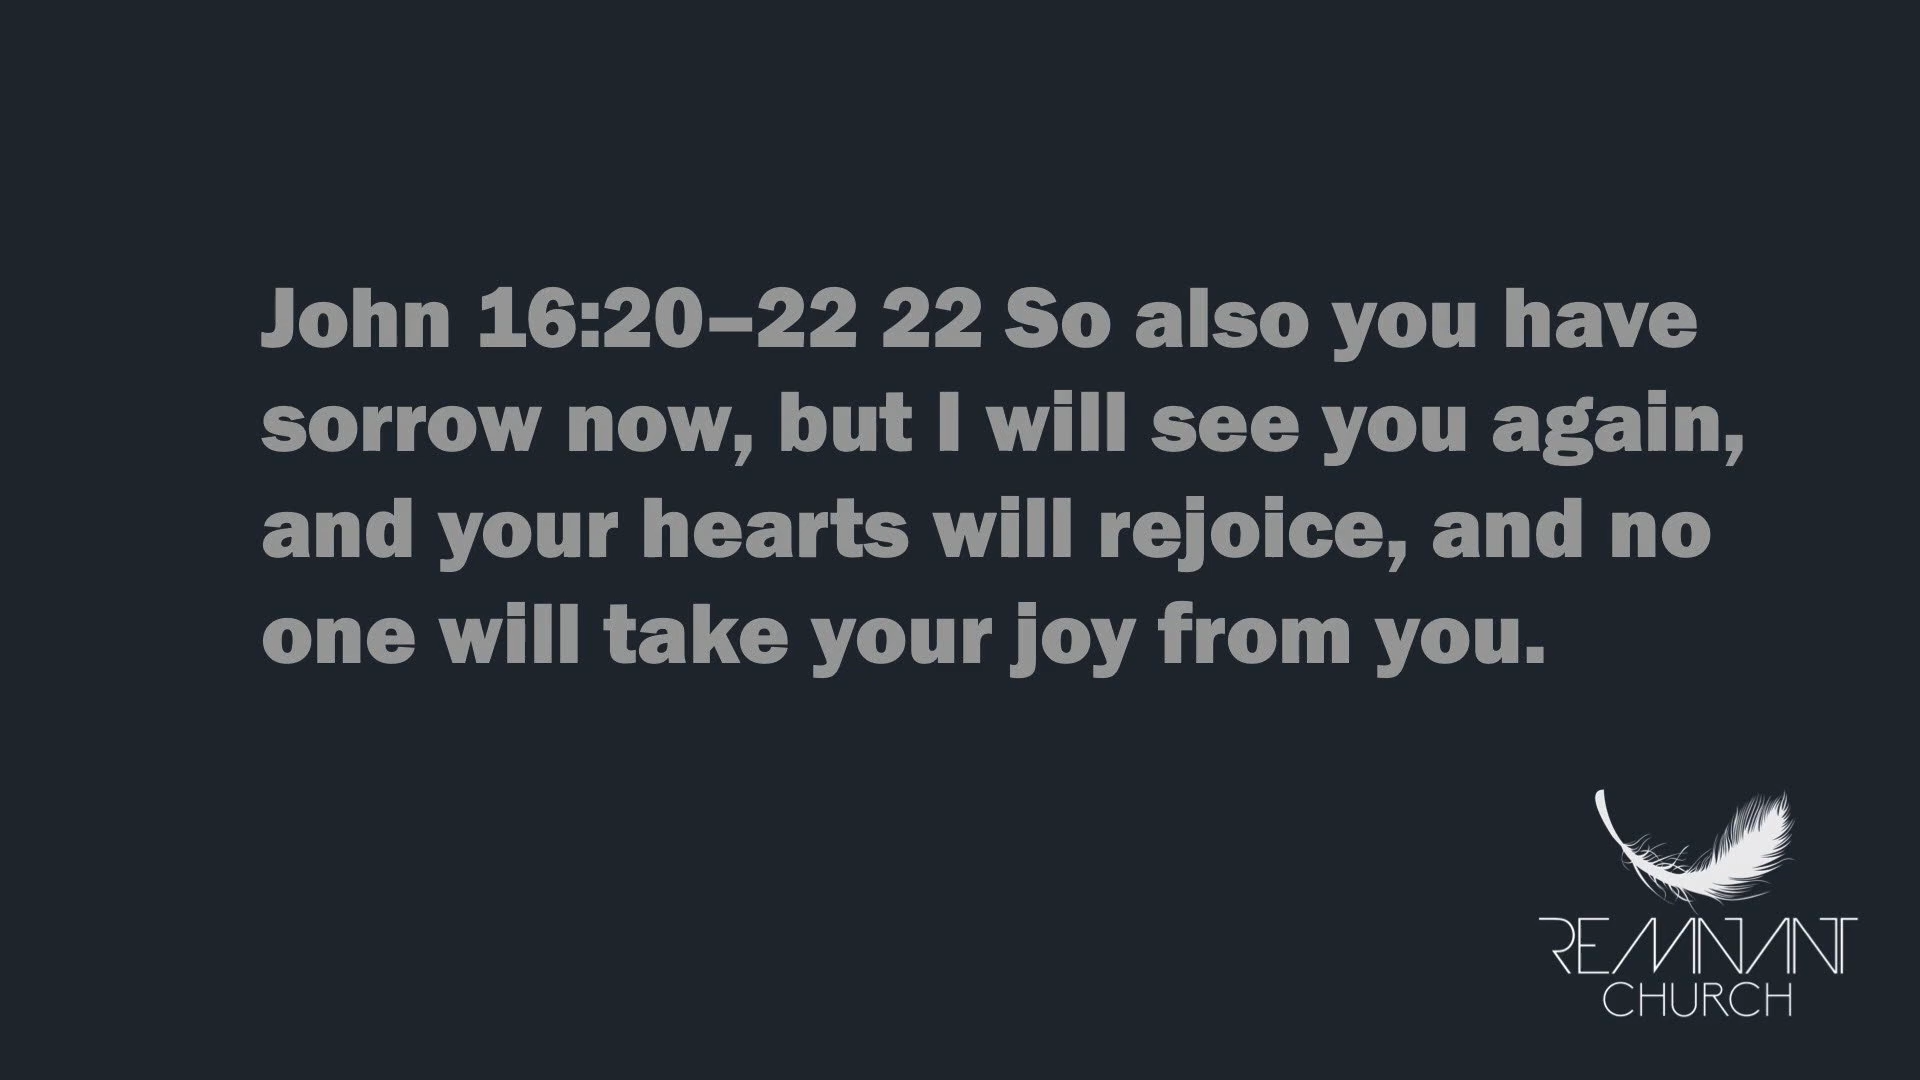 John 16:20–22 22 So also you have
sorrow now, but I will see you again,
and your hearts will rejoice, and no
one will take your joy from you.
REMNANT
CHURCH